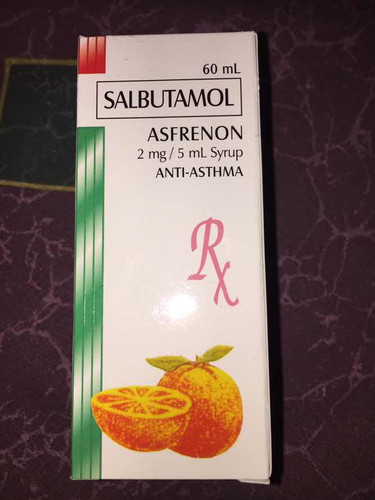 60 mL
SALBUTAMOL
ASFRENON
2 mg / 5 mL Syrup
ANTI-ASTHMA
Rx